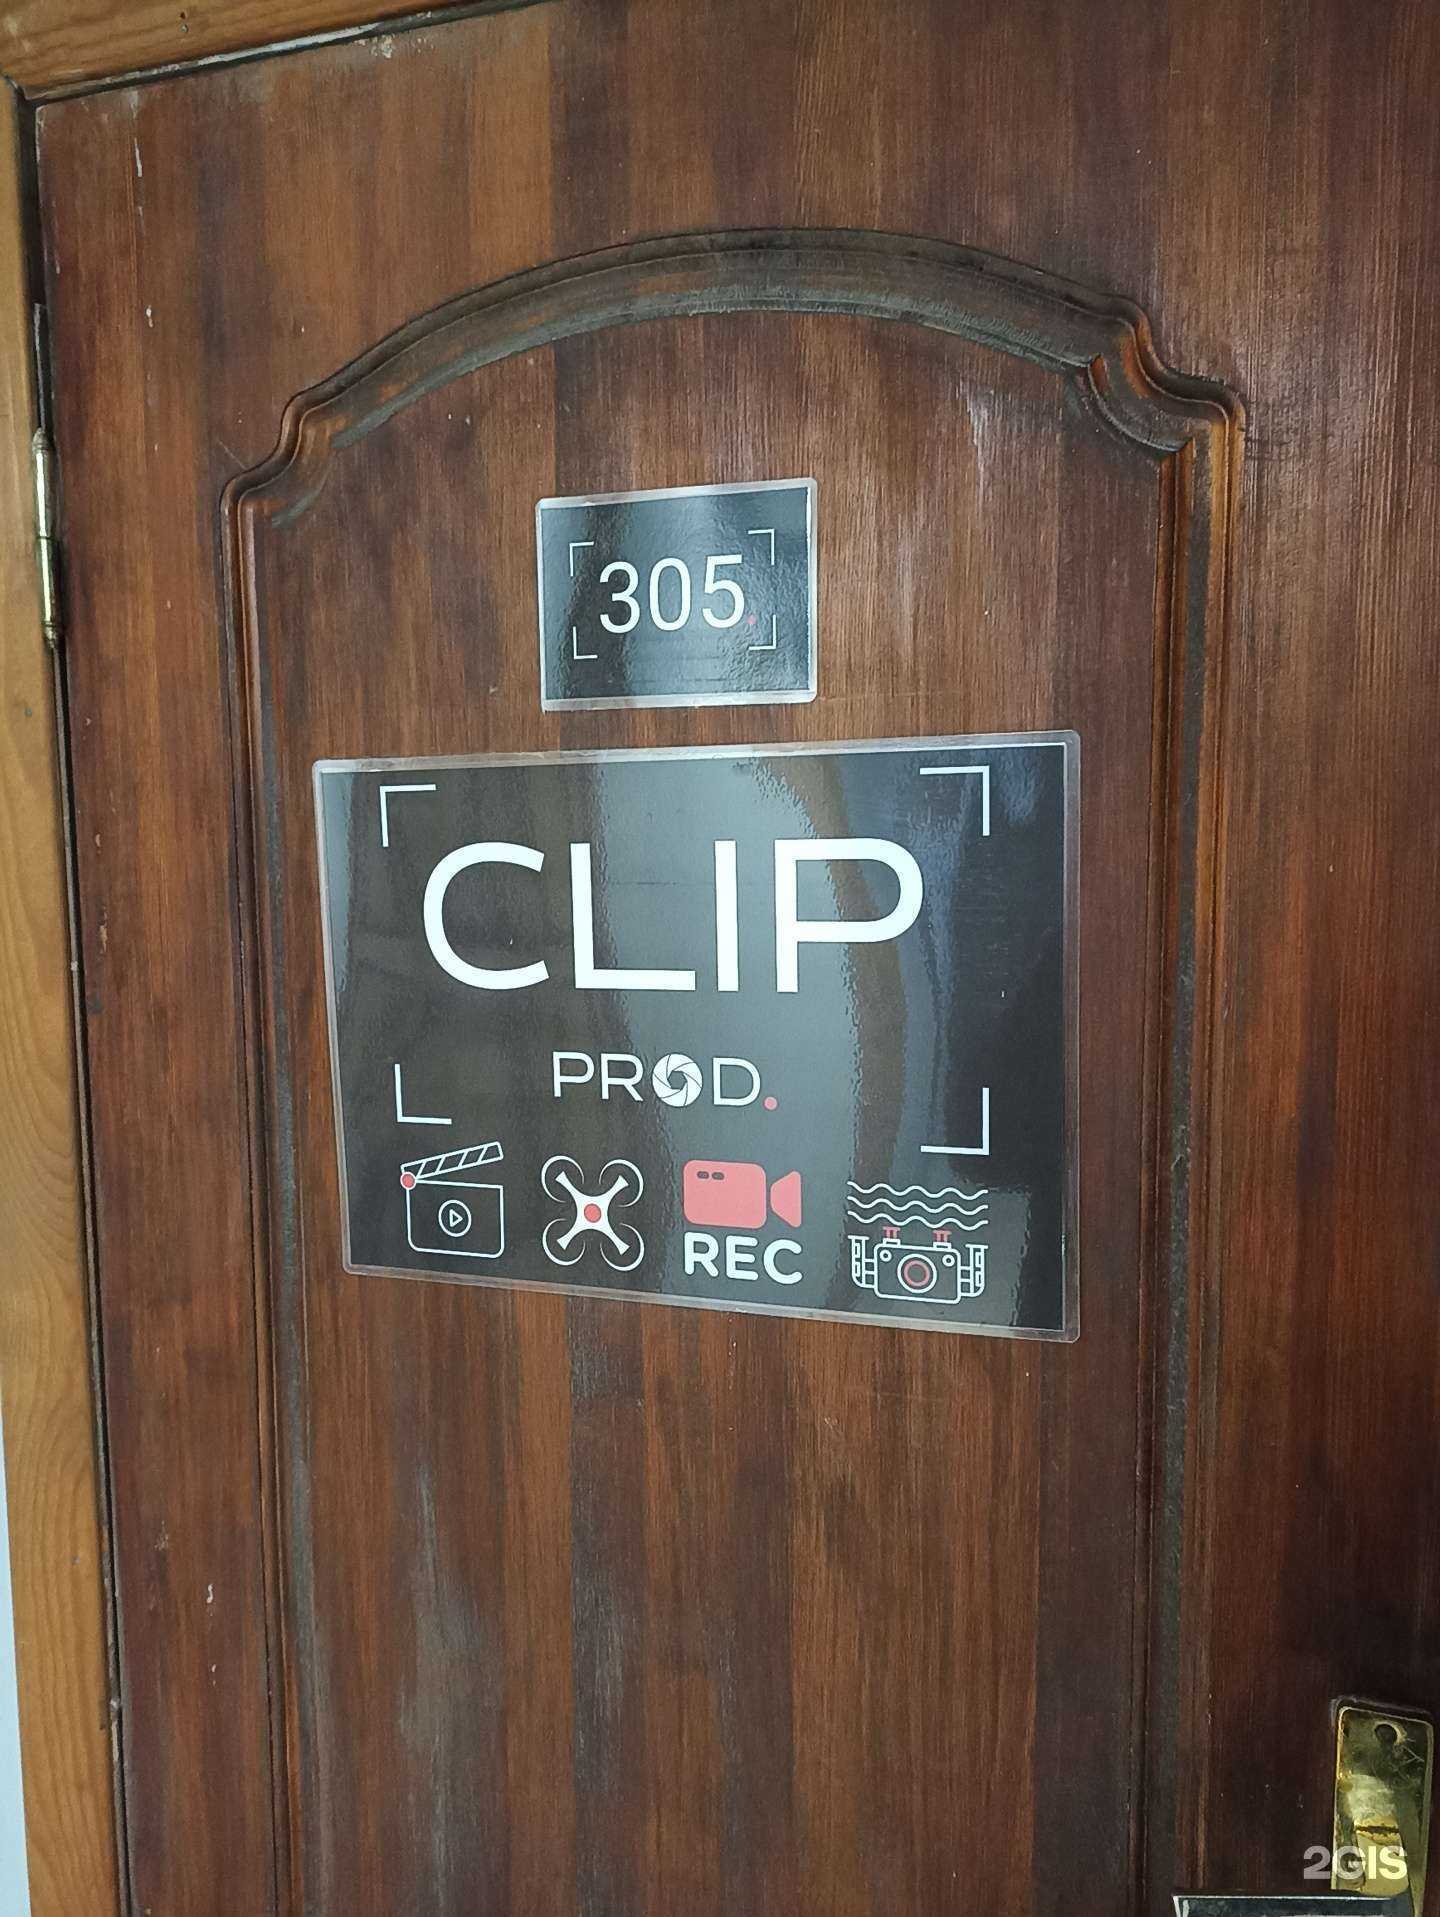 305.
CLIP
PROD.
REC
2GIS